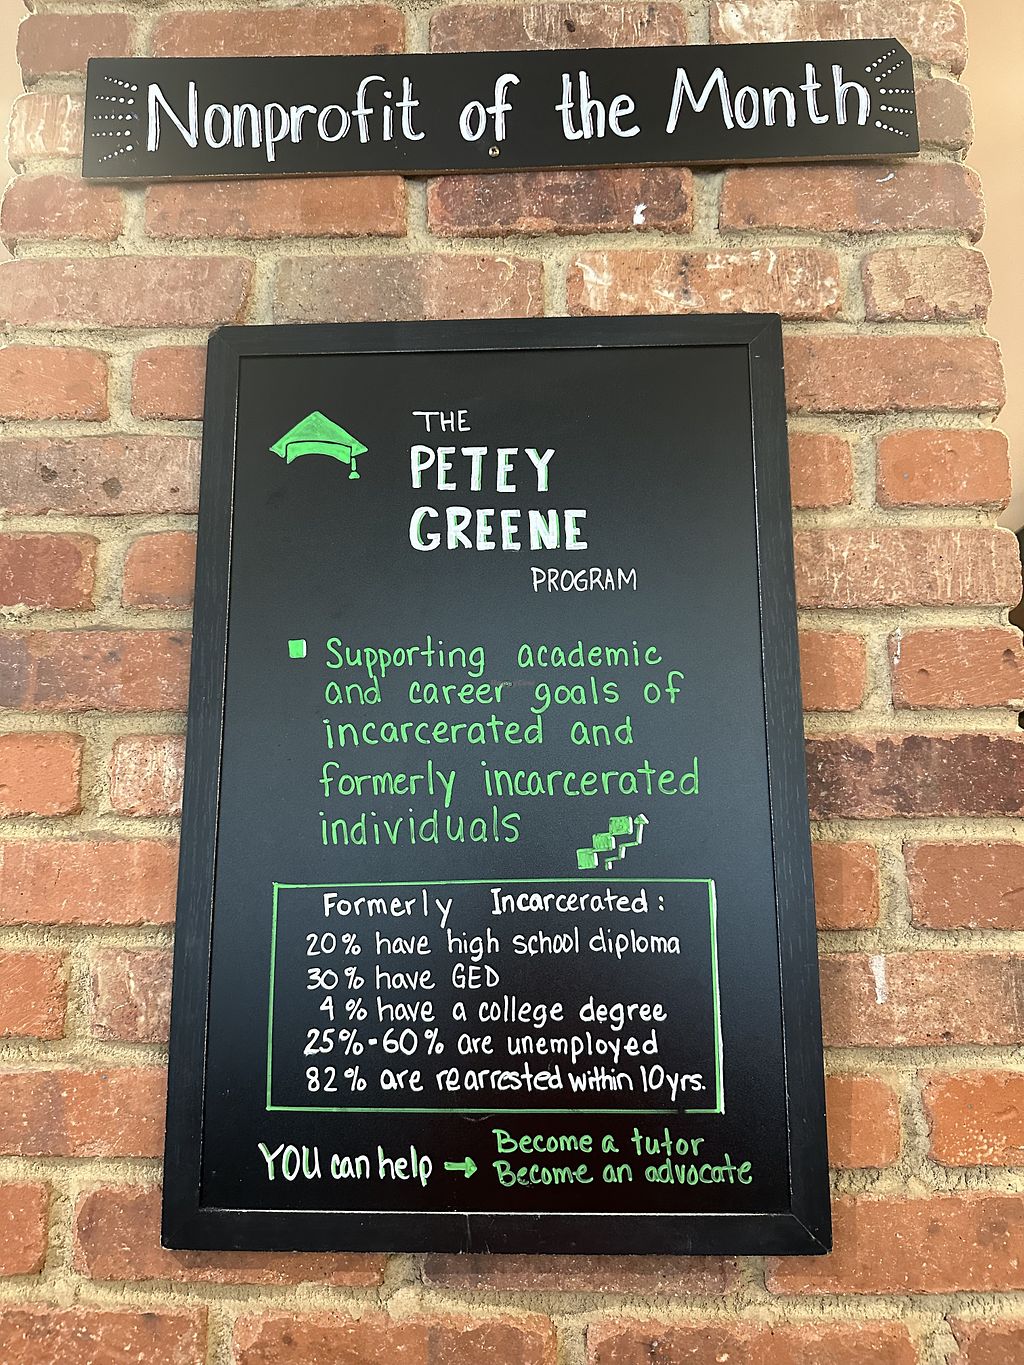 Nonprofit of the Month
THE
PETEY
GREENE
PROGRAM
Supporting academic
and career goals of
incarcerated and
formerly incarcerated
individuals
Formerly Incarcerated:
20% have high school diploma
30% have GED
4% have a college degree
25%-60% are unemployed
82% are rearrested within 10yrs.
YOU can help → Become a tutor
Become an advocate